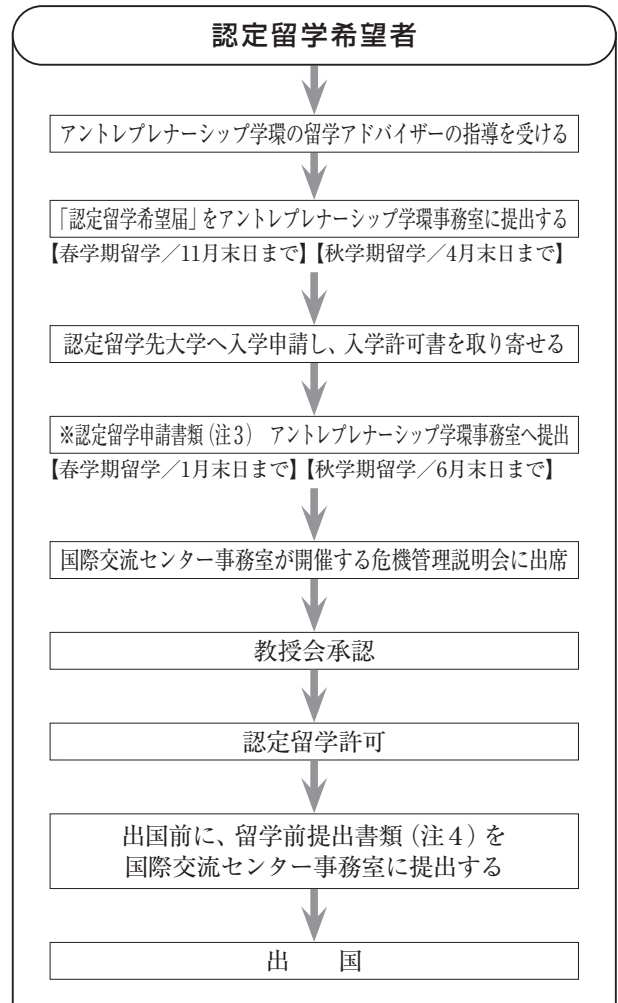 認定留学希望者
アントレプレナーシップ学環の留学アドバイザーの指導を受ける
「認定留学希望届」をアントレプレナーシップ学環事務室に提出する
【春学期留学／11月末日まで】【秋学期留学／4月末日まで】
認定留学先大学へ入学申請し、入学許可書を取り寄せる
※認定留学申請書類（注3）　アントレプレナーシップ学環事務室へ提出
【春学期留学／1月末日まで】【秋学期留学／6月末日まで】
国際交流センター事務室が開催する危機管理説明会に出席
教授会承認
認定留学許可
出国前に、留学前提出書類（注4）を
国際交流センター事務室に提出する
出　国